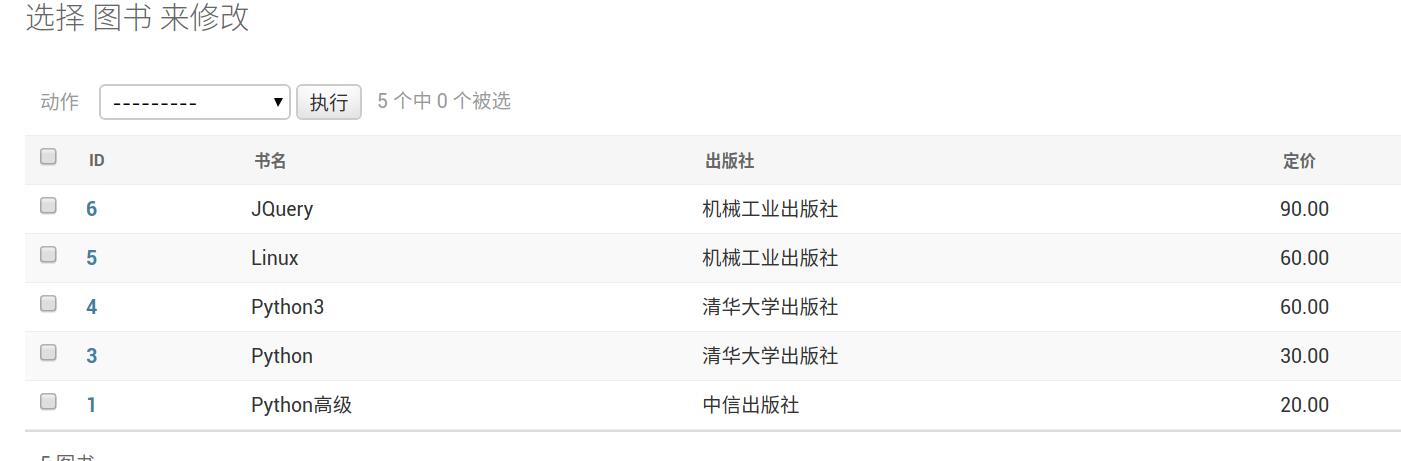 选择 图书 来修改
动作 --------- 执行 5 个中 0 个被选
ID 书名 出版社 定价
6 JQuery 机械工业出版社 90.00
5 Linux 机械工业出版社 60.00
4 Python3 清华大学出版社 60.00
3 Python 清华大学出版社 30.00
1 Python高级 中信出版社 20.00
5 图书